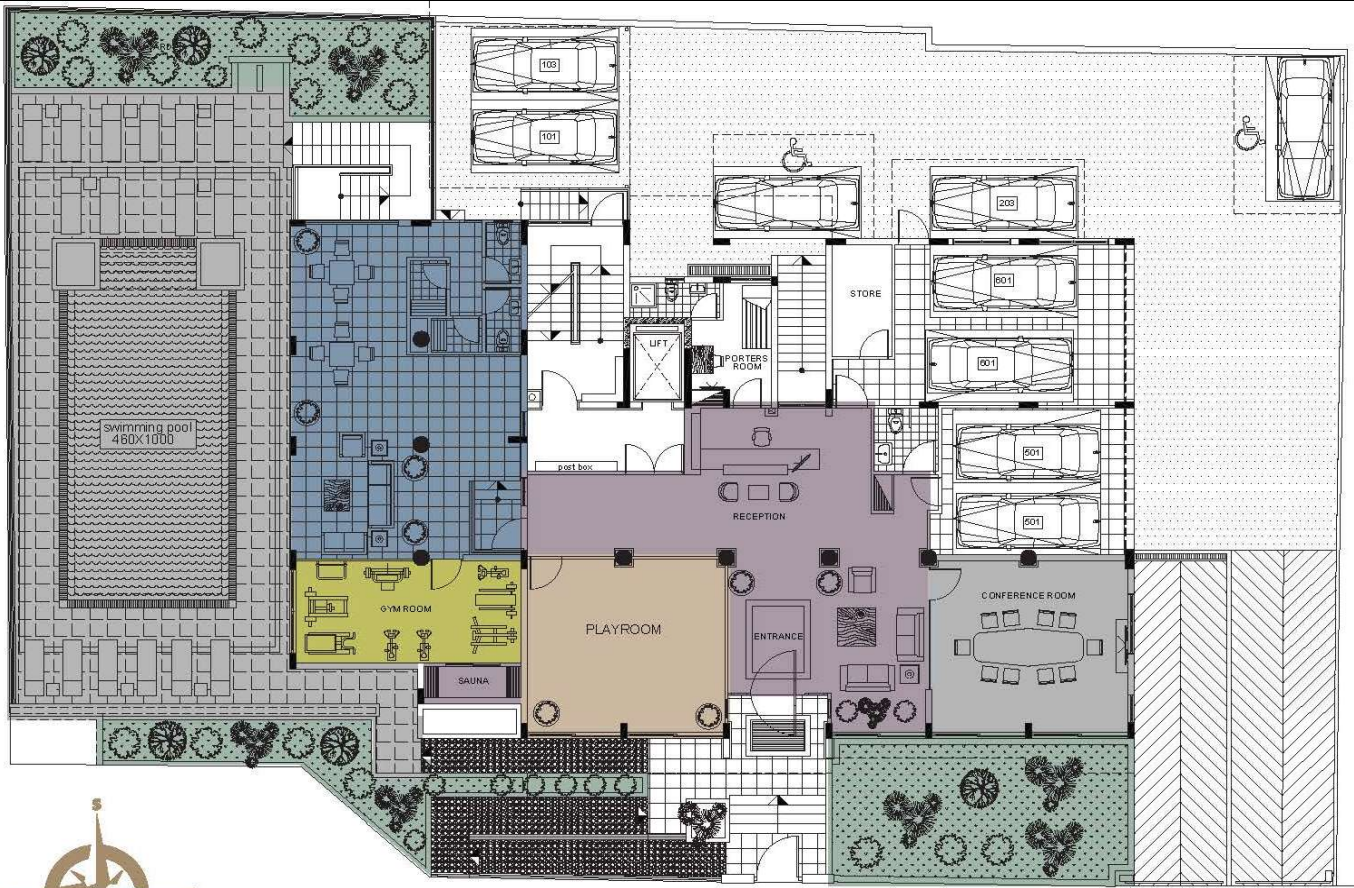 103
101
203
601
STORE
LIFT
PORTERS
ROOM
601
swimming pool
460X1000
501
post box
RECEPTION
501
CONFERENCE ROOM
GYM ROOM
PLAYROOM
ENTRANCE
SAUNA
S